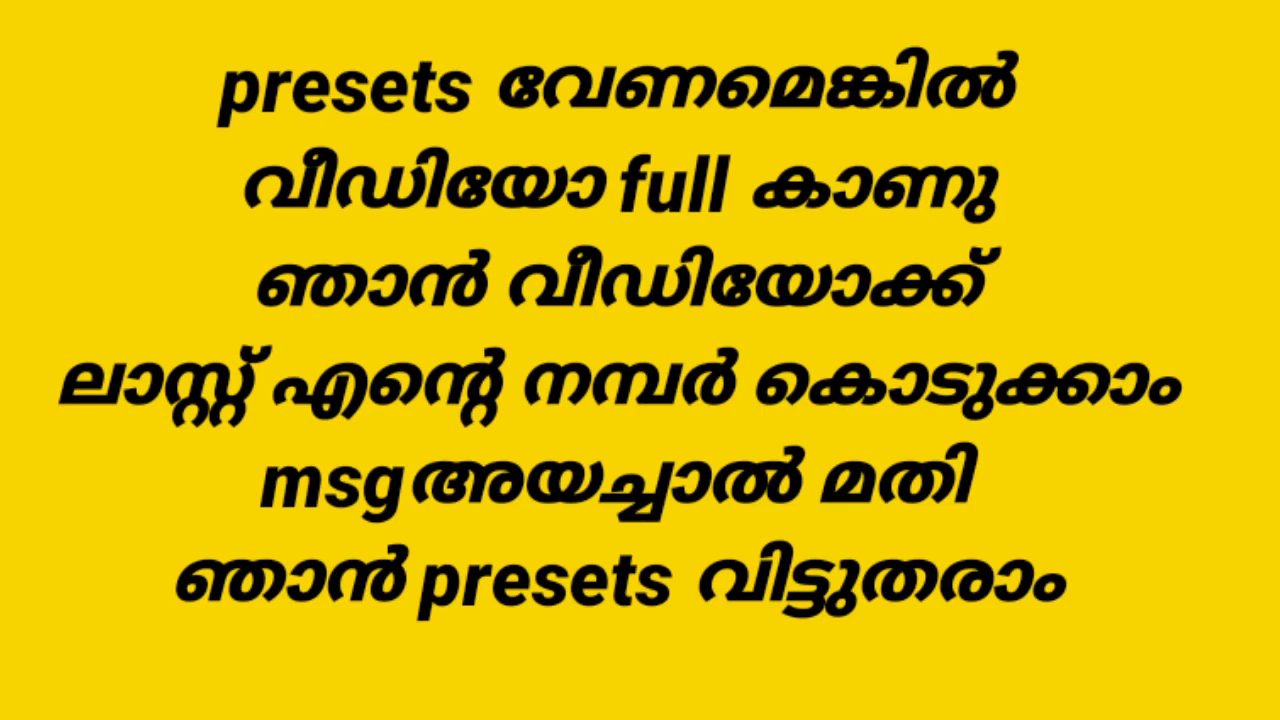 presets വേണമെങ്കിൽ
വീഡിയോ full കാണു
ഞാൻ വീഡിയോക്ക്
ലാസ്റ്റ് എന്റെ നമ്പർ കൊടുക്കാം
msg അയച്ചാൽ മതി
ഞാൻ presets വിട്ടുതരാം